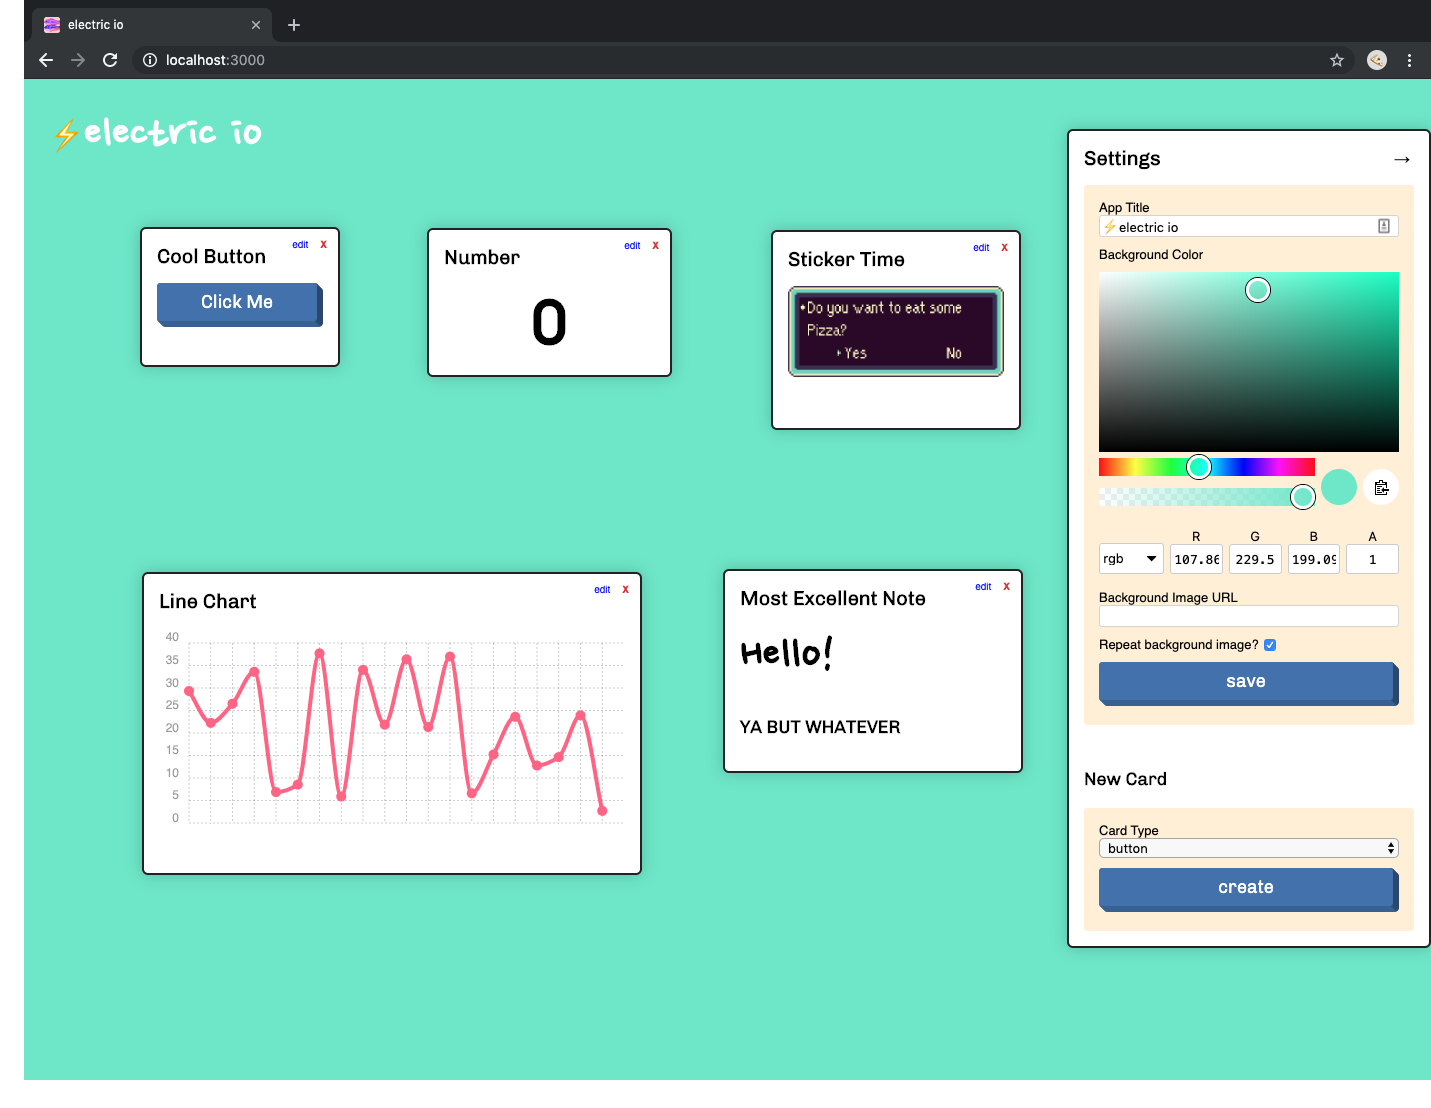 electric io
localhost:3000
⚡electric io
Cool Button
edit x
Click Me
Number
edit x
0
Sticker Time
edit x
Do you want to eat some
Pizza?
Yes No
Line Chart
edit x
40
35
30
25
20
15
10
5
0
Most Excellent Note
edit x
Hello!
YA BUT WHATEVER
Settings →
App Title
⚡electric io
Background Color
R G B A
rgb 107.86 229.5 199.09 1
Background Image URL
Repeat background image?
save
New Card
Card Type
button
create